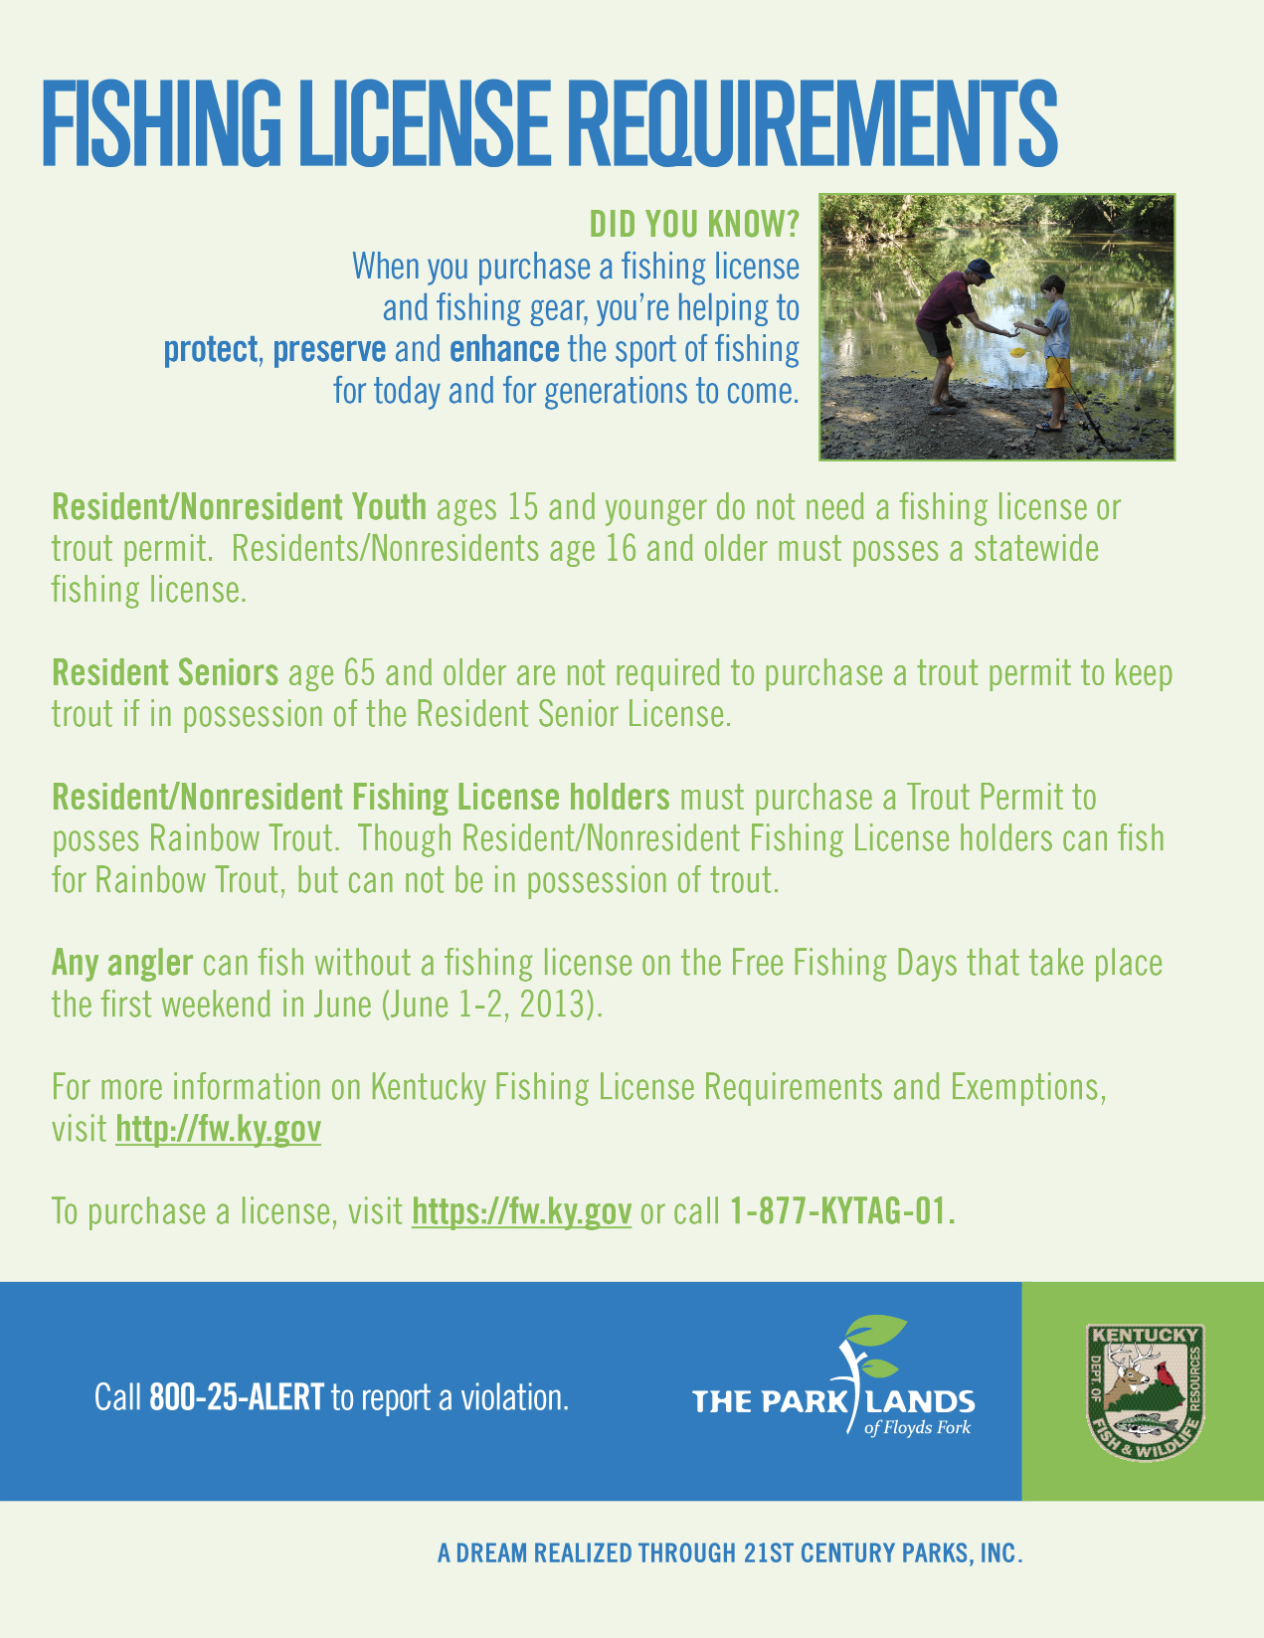 FISHING LICENSE REQUIREMENTS
DID YOU KNOW?
When you purchase a fishing license
and fishing gear, you're helping to
protect, preserve and enhance the sport of fishing
for today and for generations to come.
Resident/Nonresident Youth ages 15 and younger do not need a fishing license or
trout permit.  Residents/Nonresidents age 16 and older must posses a statewide
fishing license.
Resident Seniors age 65 and older are not required to purchase a trout permit to keep
trout if in possession of the Resident Senior License.
Resident/Nonresident Fishing License holders must purchase a Trout Permit to
posses Rainbow Trout.  Though Resident/Nonresident Fishing License holders can fish
for Rainbow Trout, but can not be in possession of trout.
Any angler can fish without a fishing license on the Free Fishing Days that take place
the first weekend in June (June 1-2, 2013).
For more information on Kentucky Fishing License Requirements and Exemptions,
visit http://fw.ky.gov
To purchase a license, visit https://fw.ky.gov or call 1-877-KYTAG-01.
Call 800-25-ALERT to report a violation.
THE PARKLANDS
of Floyds Fork
KENTUCKY
DEPT. OF
FISH & WILDLIFE
RESOURCES
A DREAM REALIZED THROUGH 21ST CENTURY PARKS, INC.